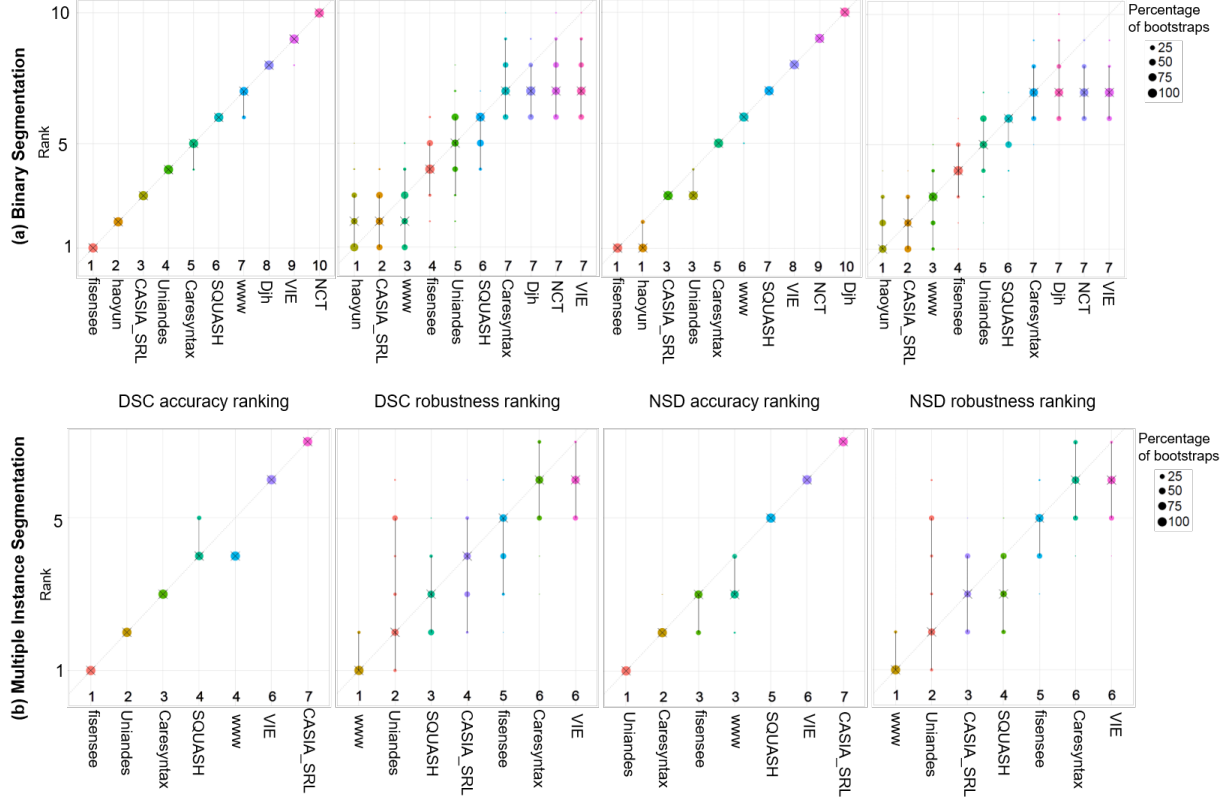 (a) Binary Segmentation
Rank
10
5
1
1 2 3 4 5 6 7 8 9 10
fisensee haoyun CASIA_SRL Uniandes Caresyntax SQUASH www Djh VIE NCT
1 2 3 4 5 6 7 7 7 7
haoyun CASIA_SRL www fisensee Uniandes SQUASH Caresyntax Djh NCT VIE
1 1 3 3 5 6 7 8 9 10
fisensee haoyun CASIA_SRL Uniandes Caresyntax www SQUASH VIE NCT Djh
1 2 3 4 5 6 7 7 7 7
haoyun CASIA_SRL www fisensee Uniandes SQUASH Caresyntax Djh NCT VIE
Percentage
of bootstraps
25
50
75
100
DSC accuracy ranking
DSC robustness ranking
NSD accuracy ranking
NSD robustness ranking
(b) Multiple Instance Segmentation
Rank
5
1
1 2 3 4 4 6 7
fisensee Uniandes Caresyntax SQUASH www VIE CASIA_SRL
1 2 3 4 5 6 6
www Uniandes SQUASH CASIA_SRL fisensee Caresyntax VIE
1 2 3 3 5 6 7
Uniandes Caresyntax fisensee www SQUASH VIE CASIA_SRL
1 2 3 4 5 6 6
www Uniandes CASIA_SRL SQUASH fisensee Caresyntax VIE
Percentage
of bootstraps
25
50
75
100